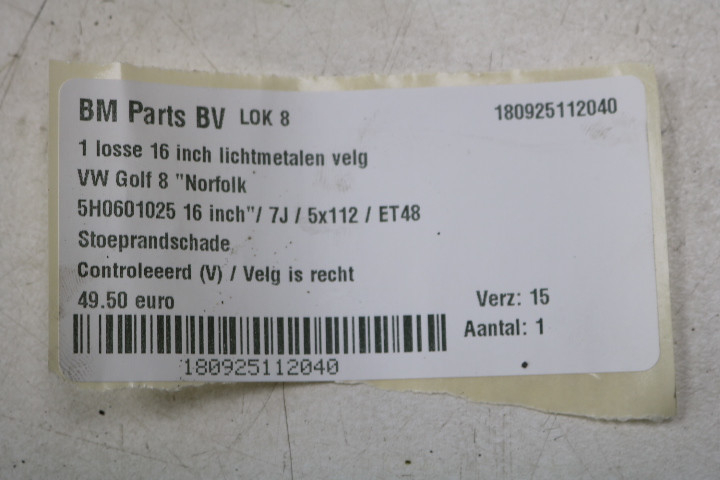 BM Parts BV LOK 8 180925112040
1 losse 16 inch lichtmetalen velg
VW Golf 8 "Norfolk
5H0601025 16 inch"/ 7J / 5x112 / ET48
Stoeprandschade
Controleeerd (V) / Velg is recht
49.50 euro Verz: 15
Aantal: 1
180925112040